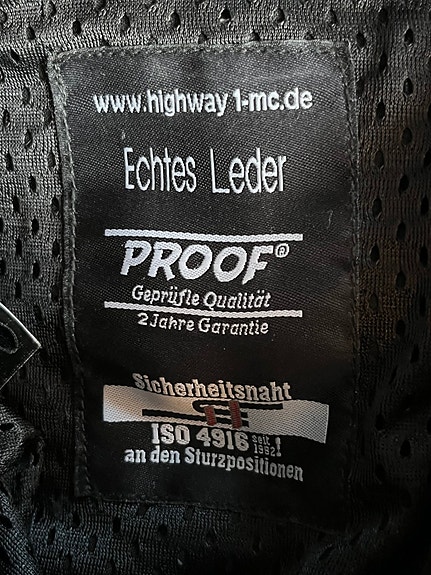 www.highway1-mc.de
Echtes Leder
PROOF®
Geprüfte Qualität
2 Jahre Garantie
Sicherheitsnaht
ISO 4916 seit 1982!
an den Sturzpositionen